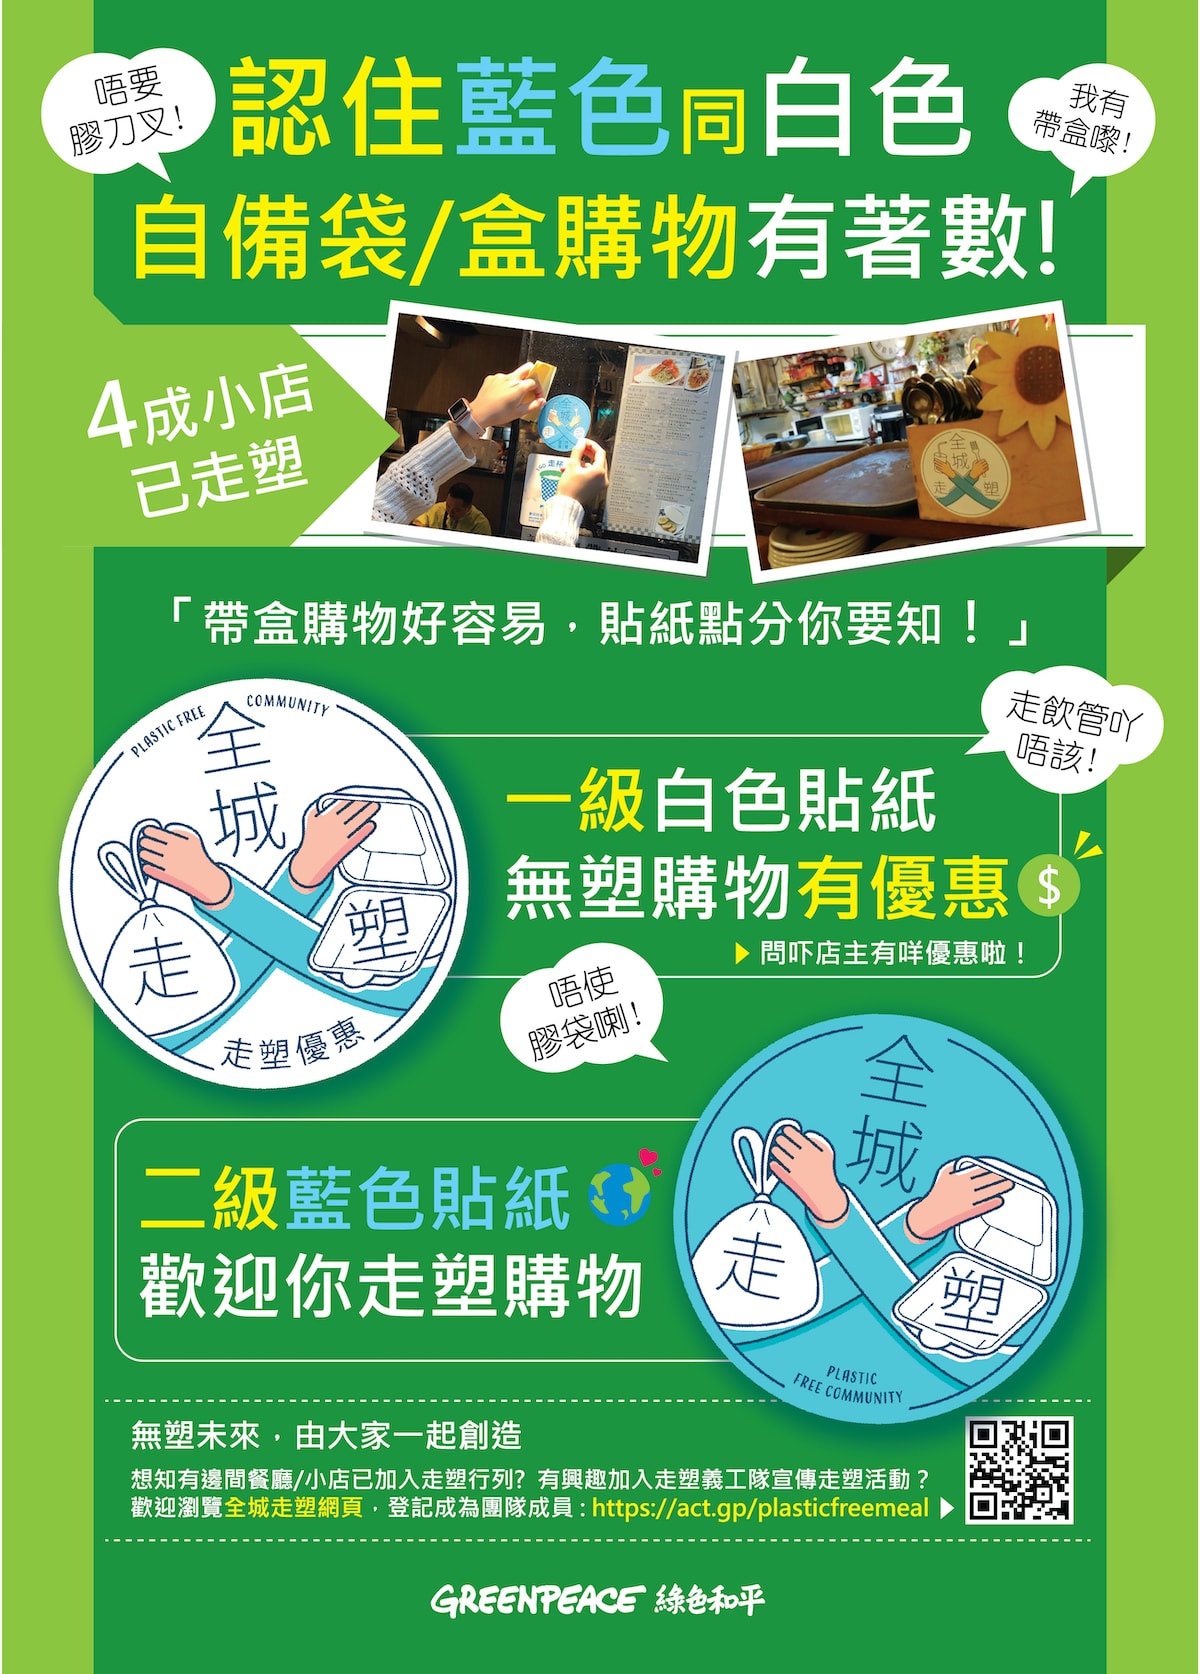 唔要
膠刀叉!
認住藍色同白色
我有
帶盒嚟!
自備袋/盒購物有著數!
4成小店
已走塑
全城
走塑
「帶盒購物好容易，貼紙點分你要知！」
PLASTIC FREE COMMUNITY
全城
走塑
走塑優惠
走飲管吖
唔該!
一級白色貼紙
無塑購物有優惠
$
問吓店主有咩優惠啦！
唔使
膠袋喇!
二級藍色貼紙
歡迎你走塑購物
全城
走塑
PLASTIC
FREE COMMUNITY
無塑未來，由大家一起創造
想知有邊間餐廳/小店已加入走塑行列? 有興趣加入走塑義工隊宣傳走塑活動？
歡迎瀏覽全城走塑網頁，登記成為團隊成員 : https://act.gp/plasticfreemeal
GREENPEACE 綠色和平